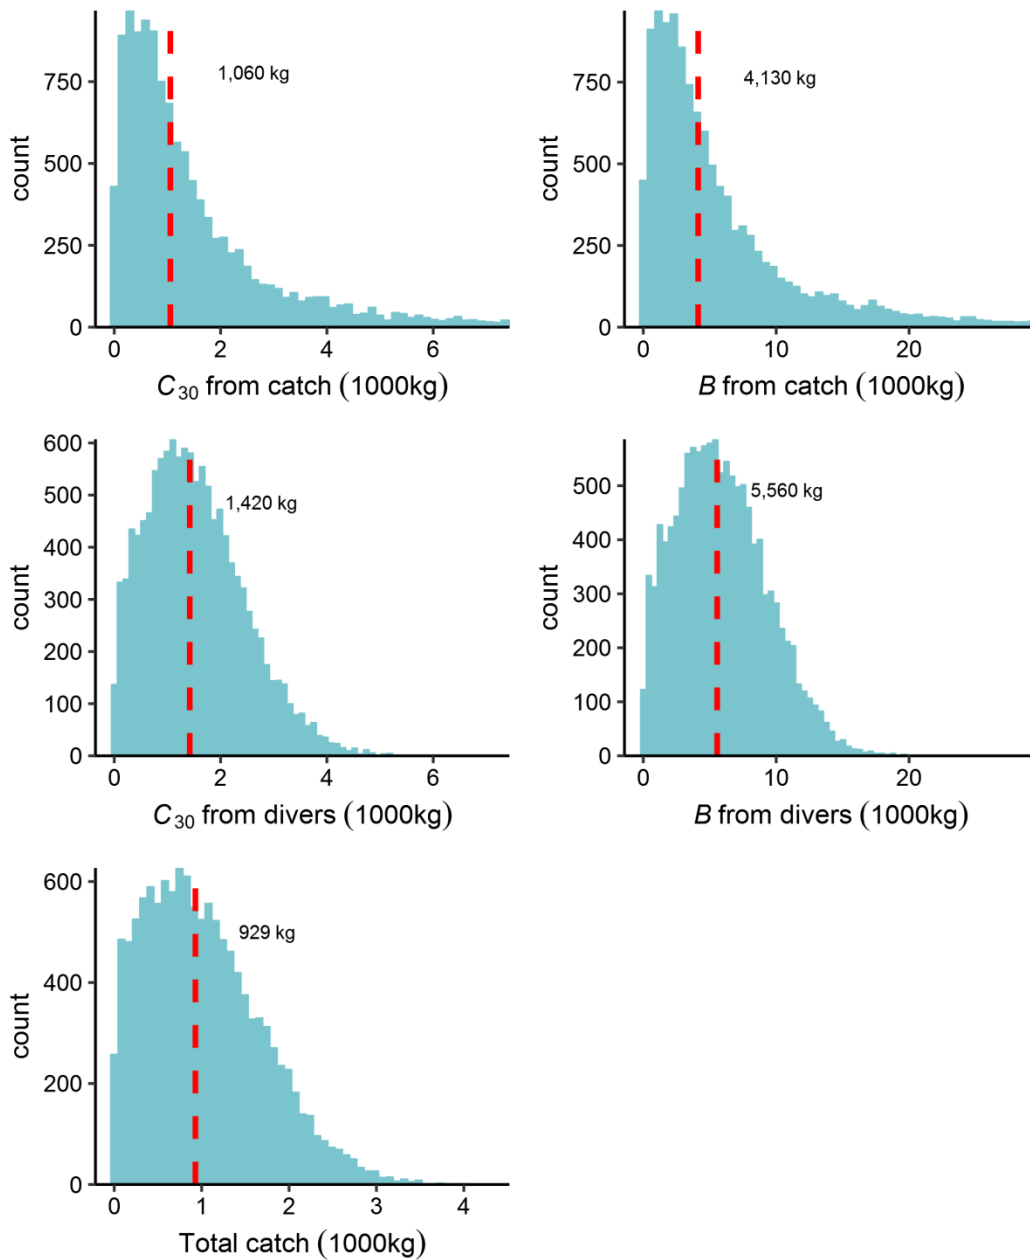 count
750
500
250
0
1,060 kg
0 2 4 6
C30 from catch (1000kg)
count
750
500
250
0
4,130 kg
0 10 20
B from catch (1000kg)
count
600
500
400
300
200
100
0
1,420 kg
0 2 4 6
C30 from divers (1000kg)
count
500
400
300
200
100
0
5,560 kg
0 10 20
B from divers (1000kg)
count
600
400
200
0
929 kg
0 1 2 3 4
Total catch (1000kg)